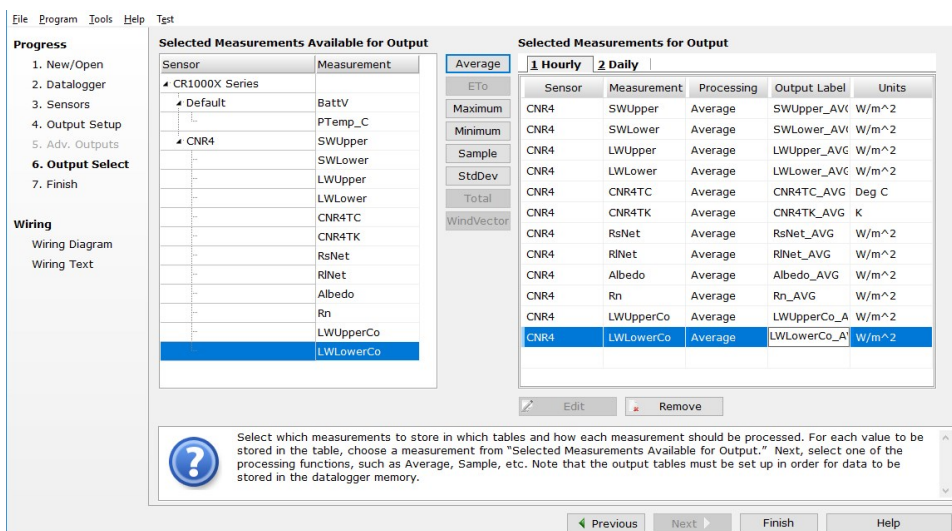 File Program Tools Help Test
Progress
1. New/Open
2. Datalogger
3. Sensors
4. Output Setup
5. Adv. Outputs
6. Output Select
7. Finish
Wiring
Wiring Diagram
Wiring Text
Selected Measurements Available for Output
Sensor Measurement
CR1000X Series
Default BattV
PTemp_C
CNR4 SWUpper
SWLower
LWUpper
LWLower
CNR4TC
CNR4TK
RsNet
RlNet
Albedo
Rn
LWUpperCo
LWLowerCo
Average
ETo
Maximum
Minimum
Sample
StdDev
Total
WindVector
Selected Measurements for Output
1 Hourly 2 Daily
Sensor Measurement Processing Output Label Units
CNR4 SWUpper Average SWUpper_AV( W/m^2
CNR4 SWLower Average SWLower_AV( W/m^2
CNR4 LWUpper Average LWUpper_AVG W/m^2
CNR4 LWLower Average LWLower_AVG W/m^2
CNR4 CNR4TC Average CNR4TC_AVG Deg C
CNR4 CNR4TK Average CNR4TK_AVG K
CNR4 RsNet Average RsNet_AVG W/m^2
CNR4 RlNet Average RlNet_AVG W/m^2
CNR4 Albedo Average Albedo_AVG W/m^2
CNR4 Rn Average Rn_AVG W/m^2
CNR4 LWUpperCo Average LWUpperCo_A W/m^2
CNR4 LWLowerCo Average LWLowerCo_A W/m^2
Edit Remove
Select which measurements to store in which tables and how each measurement should be processed. For each value to be
stored in the table, choose a measurement from “Selected Measurements Available for Output.” Next, select one of the
processing functions, such as Average, Sample, etc. Note that the output tables must be set up in order for data to be
stored in the datalogger memory.
Previous Next Finish Help